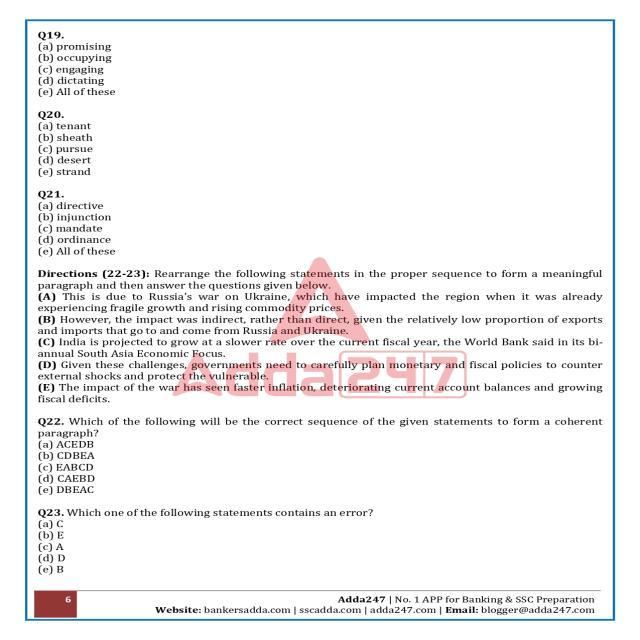 Q19.
(a) promising
(b) occupying
(c) engaging
(d) dictating
(e) All of these
Q20.
(a) tenant
(b) sheath
(c) pursue
(d) desert
(e) strand
Q21.
(a) directive
(b) injunction
(c) mandate
(d) ordinance
(e) All of these
Directions (22-23): Rearrange the following statements in the proper sequence to form a meaningful
paragraph and then answer the questions given below.
(A) This is due to Russia's war on Ukraine, which have impacted the region when it was already
experiencing fragile growth and rising commodity prices.
(B) However, the impact was indirect, rather than direct, given the relatively low proportion of exports
and imports that go to and come from Russia and Ukraine.
(C) India is projected to grow at a slower rate over the current fiscal year, the World Bank said in its bi-
annual South Asia Economic Focus.
(D) Given these challenges, governments need to carefully plan monetary and fiscal policies to counter
external shocks and protect the vulnerable.
(E) The impact of the war has seen faster inflation, deteriorating current account balances and growing
fiscal deficits.
Q22. Which of the following will be the correct sequence of the given statements to form a coherent
paragraph?
(a) ACEDB
(b) CDBEA
(c) EABCD
(d) CAEBD
(e) DBEAC
Q23. Which one of the following statements contains an error?
(a) C
(b) E
(c) A
(d) D
(e) B
Adda247
6
Adda247 | No. 1 APP for Banking & SSC Preparation
Website: bankersadda.com | sscadda.com | adda247.com | Email: blogger@adda247.com